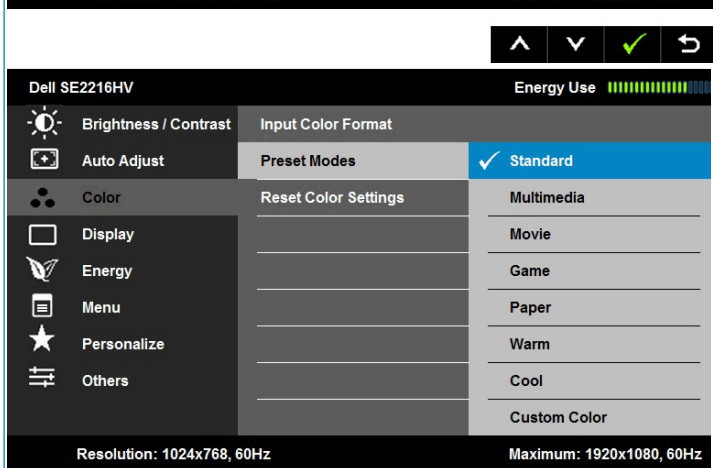 Dell SE2216HV Energy Use
Brightness / Contrast Input Color Format
Auto Adjust Preset Modes Standard
Color Reset Color Settings Multimedia
Display Movie
Energy Game
Menu Paper
Personalize Warm
Others Cool
Custom Color
Resolution: 1024x768, 60Hz Maximum: 1920x1080, 60Hz